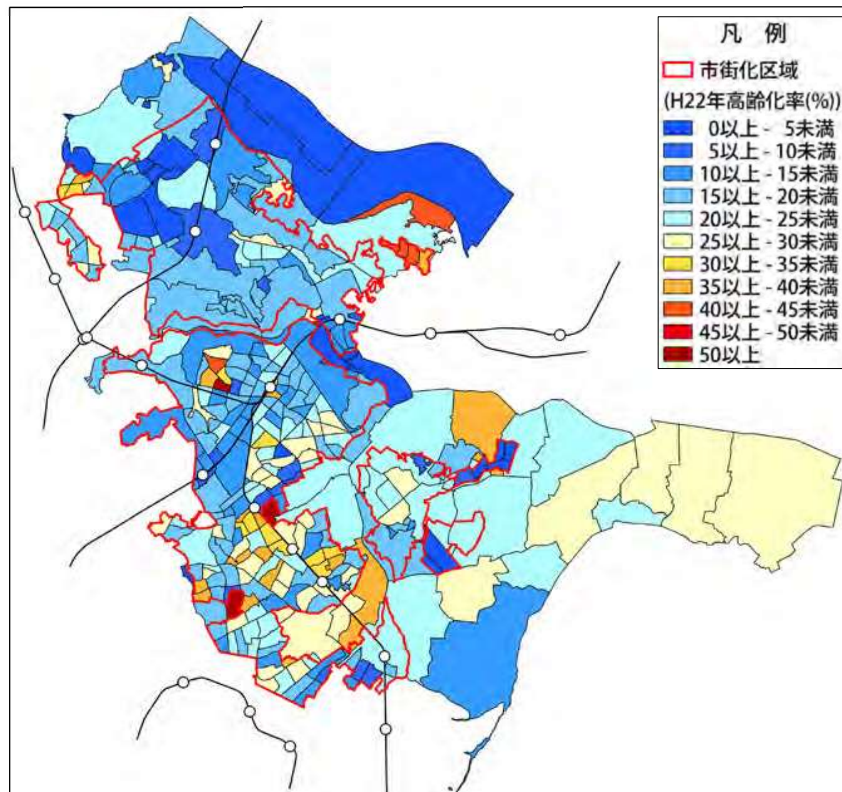 凡 例
市街化区域
(H22年高齢化率(%))
0以上 - 5未満
5以上 - 10未満
10以上 - 15未満
15以上 - 20未満
20以上 - 25未満
25以上 - 30未満
30以上 - 35未満
35以上 - 40未満
40以上 - 45未満
45以上 - 50未満
50以上